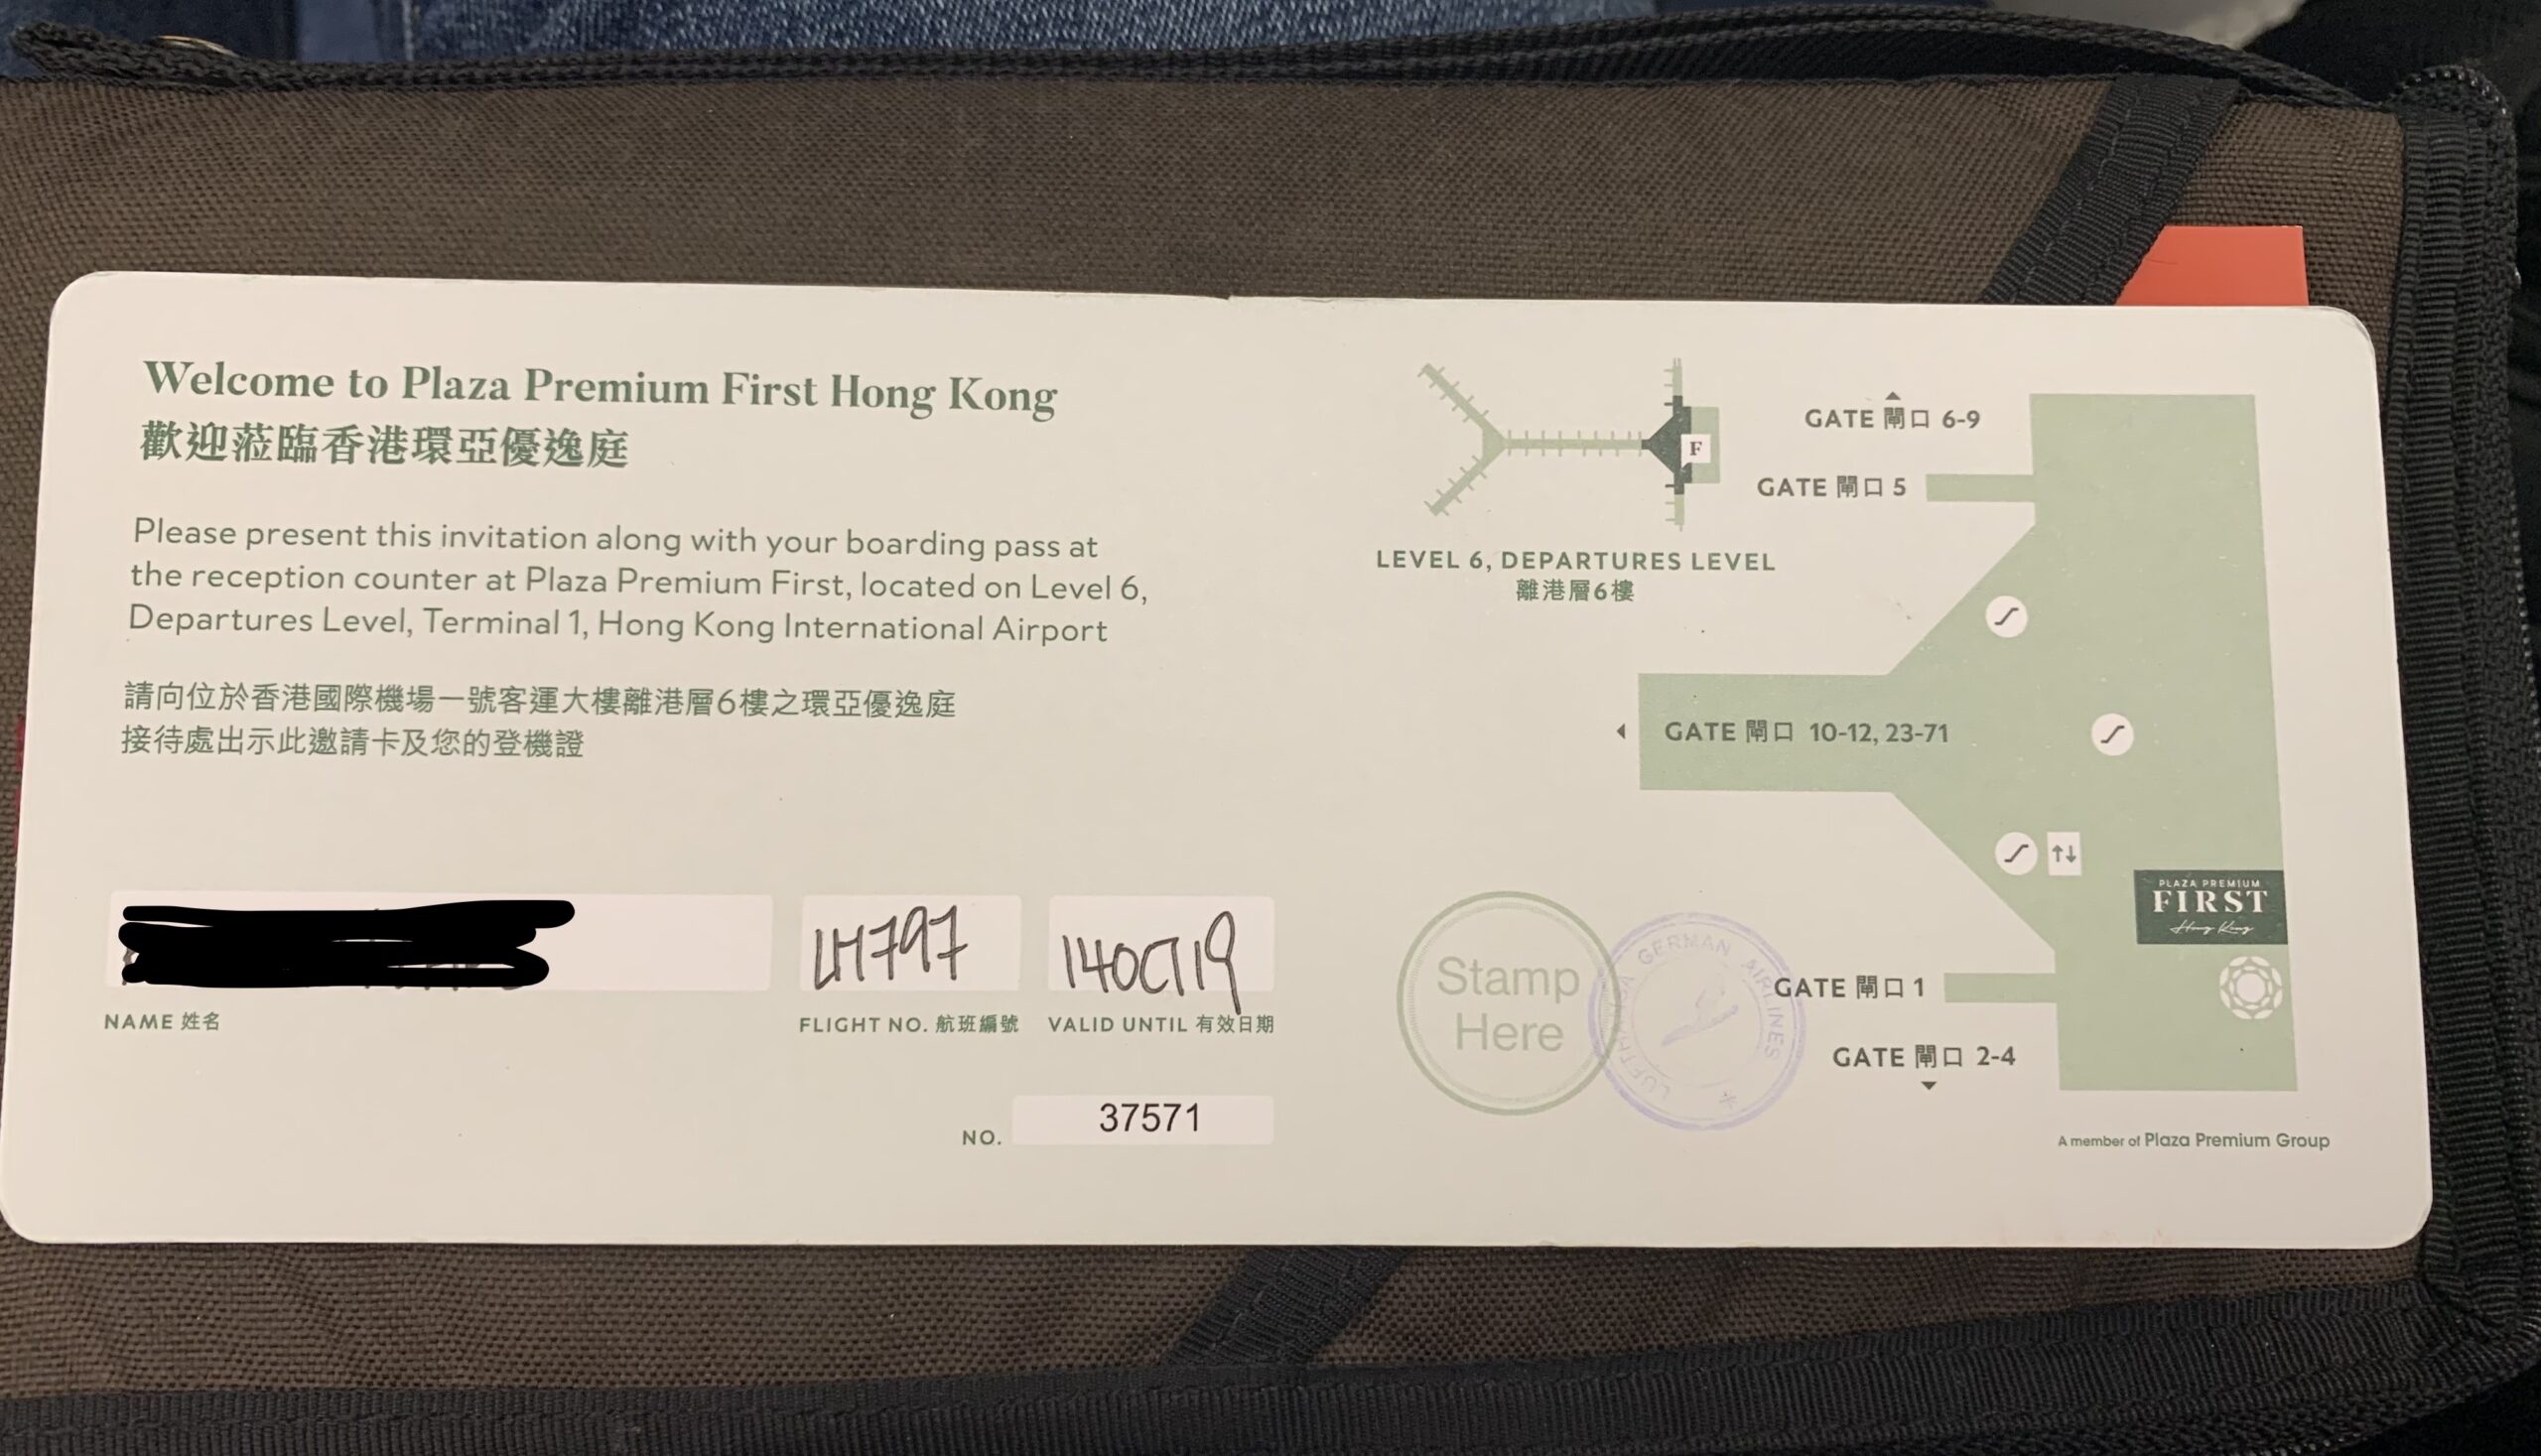 Welcome to Plaza Premium First Hong Kong
歡迎蒞臨香港環亞優逸庭
Please present this invitation along with your boarding pass at
the reception counter at Plaza Premium First, located on Level 6,
Departures Level, Terminal 1, Hong Kong International Airport
請向位於香港國際機場一號客運大樓離港層6樓之環亞優逸庭
接待處出示此邀請卡及您的登機證
NAME 姓名
LH797
FLIGHT NO. 航班編號
14OCT19
VALID UNTIL 有效日期
NO. 37571
F
LEVEL 6, DEPARTURES LEVEL
離港層6樓
GATE 閘口 6-9
GATE 閘口 5
GATE 閘口 10-12, 23-71
PLAZA PREMIUM
FIRST
Hong Kong
GATE 閘口 1
GATE 閘口 2-4
Stamp
Here
LUFTHANSA GERMAN AIRLINES
A member of Plaza Premium Group